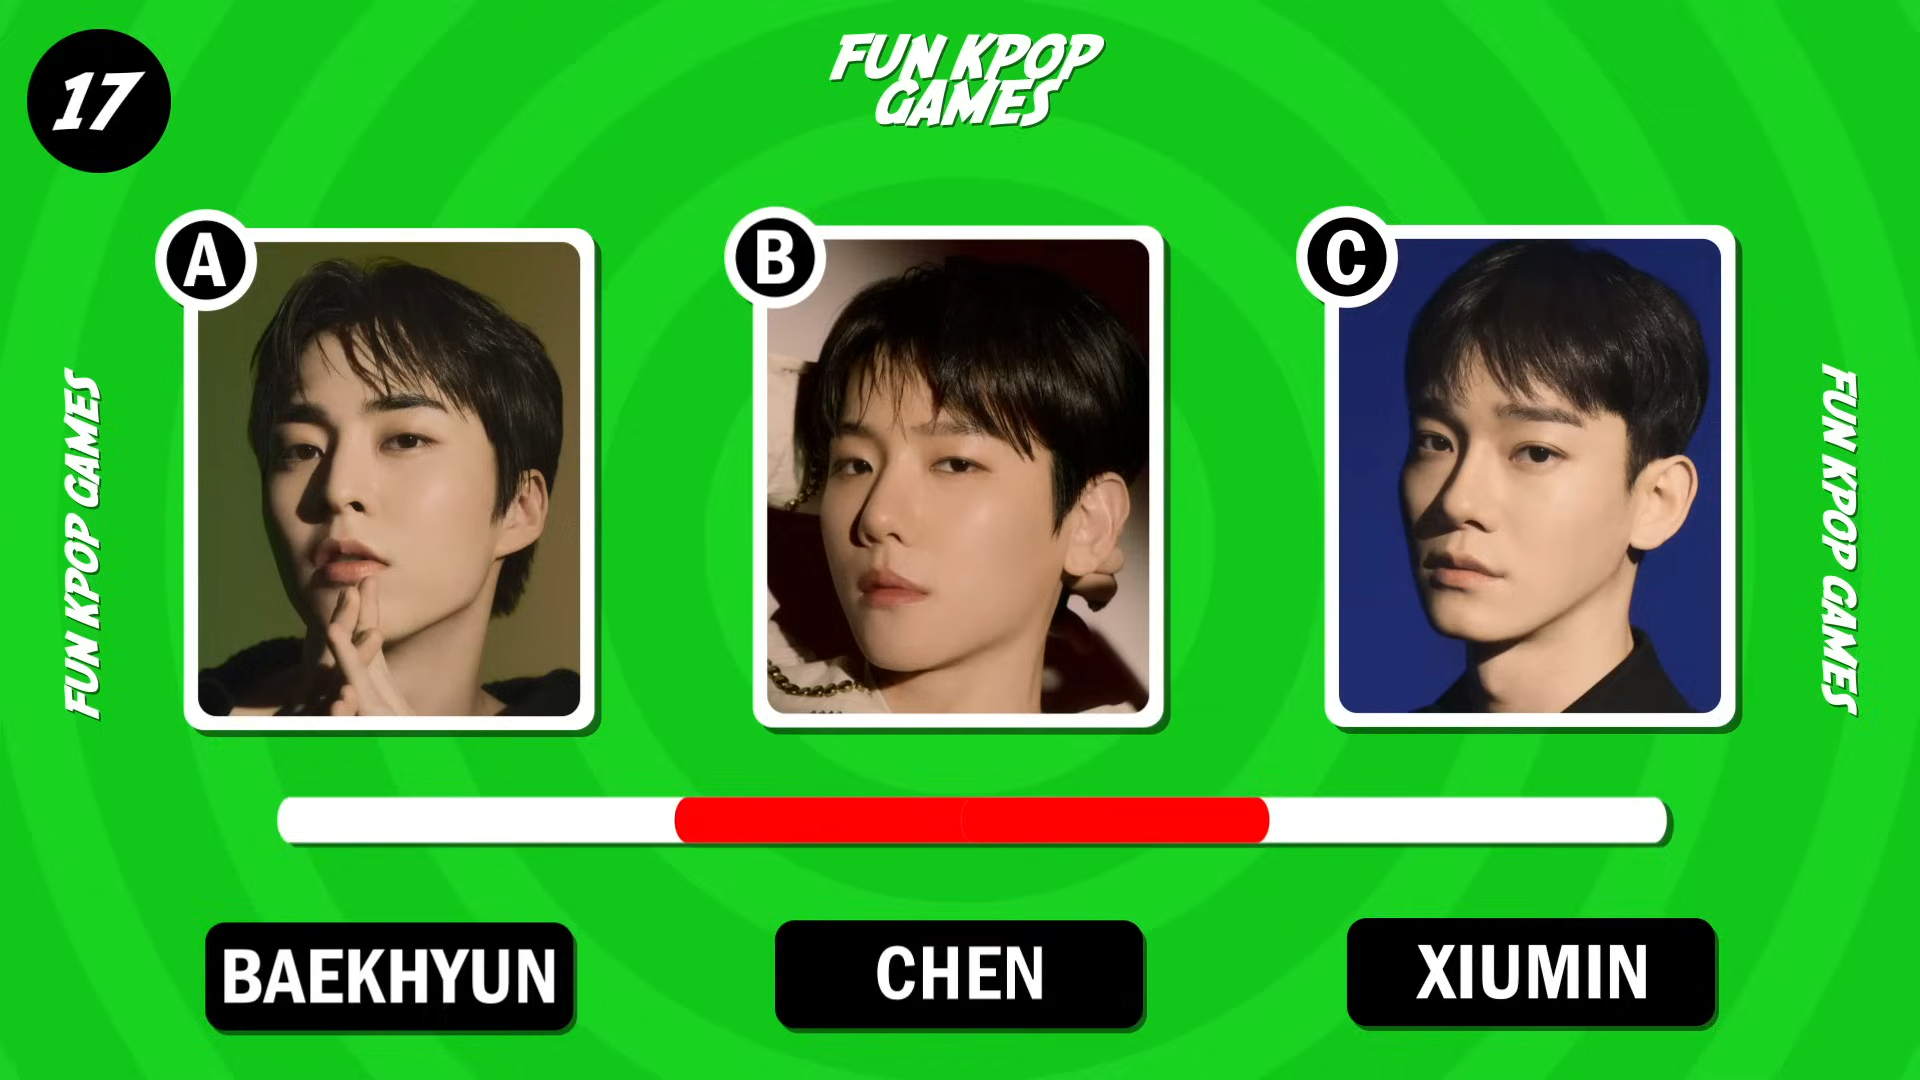 17
FUN KPOP
GAMES
A
B
C
FUN KPOP GAMES
FUN KPOP GAMES
BAEKHYUN
CHEN
XIUMIN